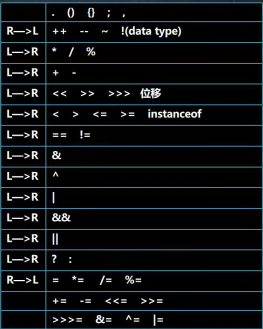 . () {} ; ,
R—>L ++ -- ~ !(data type)
L—>R * / %
L—>R + -
L—>R << >> >>> 位移
L—>R < > <= >= instanceof
L—>R == !=
L—>R &
L—>R ^
L—>R |
L—>R &&
L—>R ||
L—>R ? :
R—>L = *= /= %=
+= -= <<= >>=
>>>= &= ^= |=